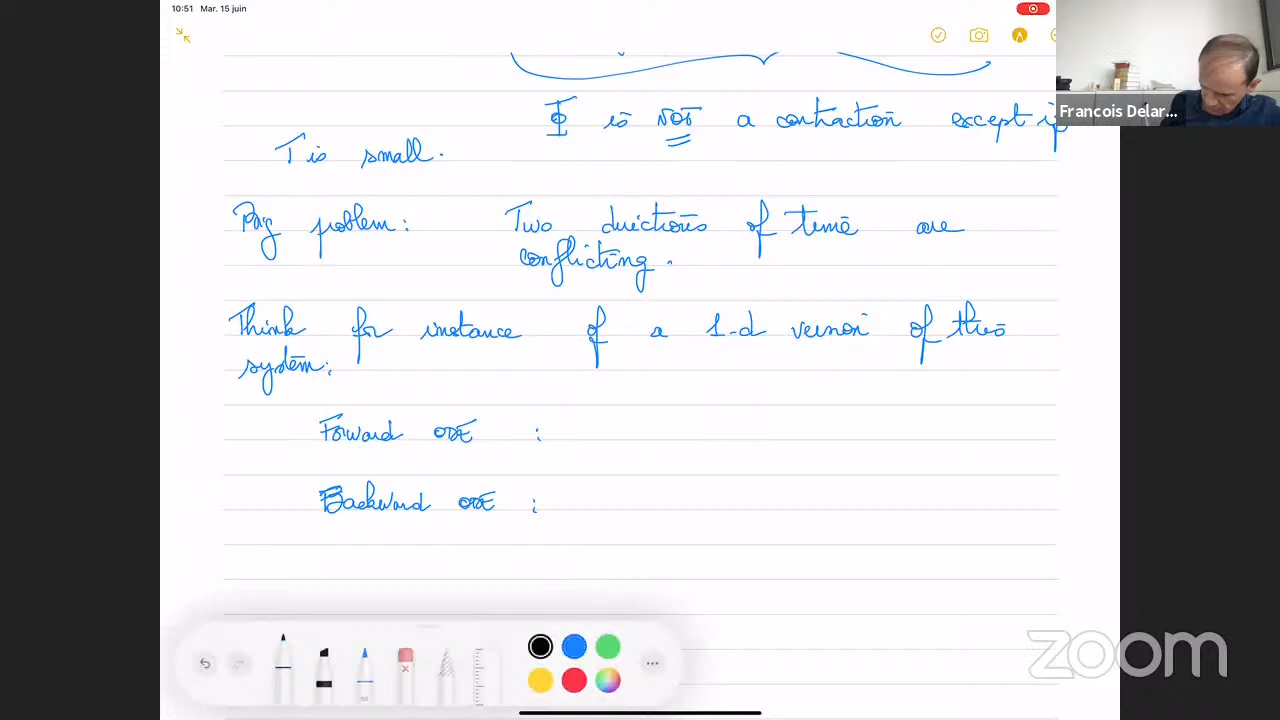 10:51 Mar. 15 juin
Φ is NOT a contraction except if
T is small.
Francois Delar...
Big problem: Two directions of time are
conflicting.
Think for instance of a 1-d version of this
system:
Forward ODE :
Backward ODE :
zoom